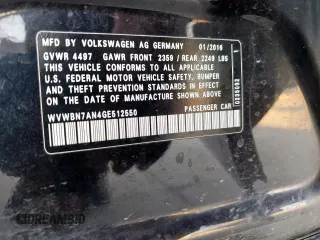 MFD BY VOLKSWAGEN AG GERMANY 01/2016
GVWR 4497 GAWR FRONT 2359 / REAR 2249 LBS
THIS VEHICLE CONFORMS TO ALL APPLICABLE
U.S. FEDERAL MOTOR VEHICLE SAFETY, BUMPER
AND THEFT PREVENTION STANDARDS IN EFFECT ON
THE DATE OF MANUFACTURE SHOWN ABOVE.
WVWBN7AN4GE512550 PASSENGER CAR
IDREAMBID